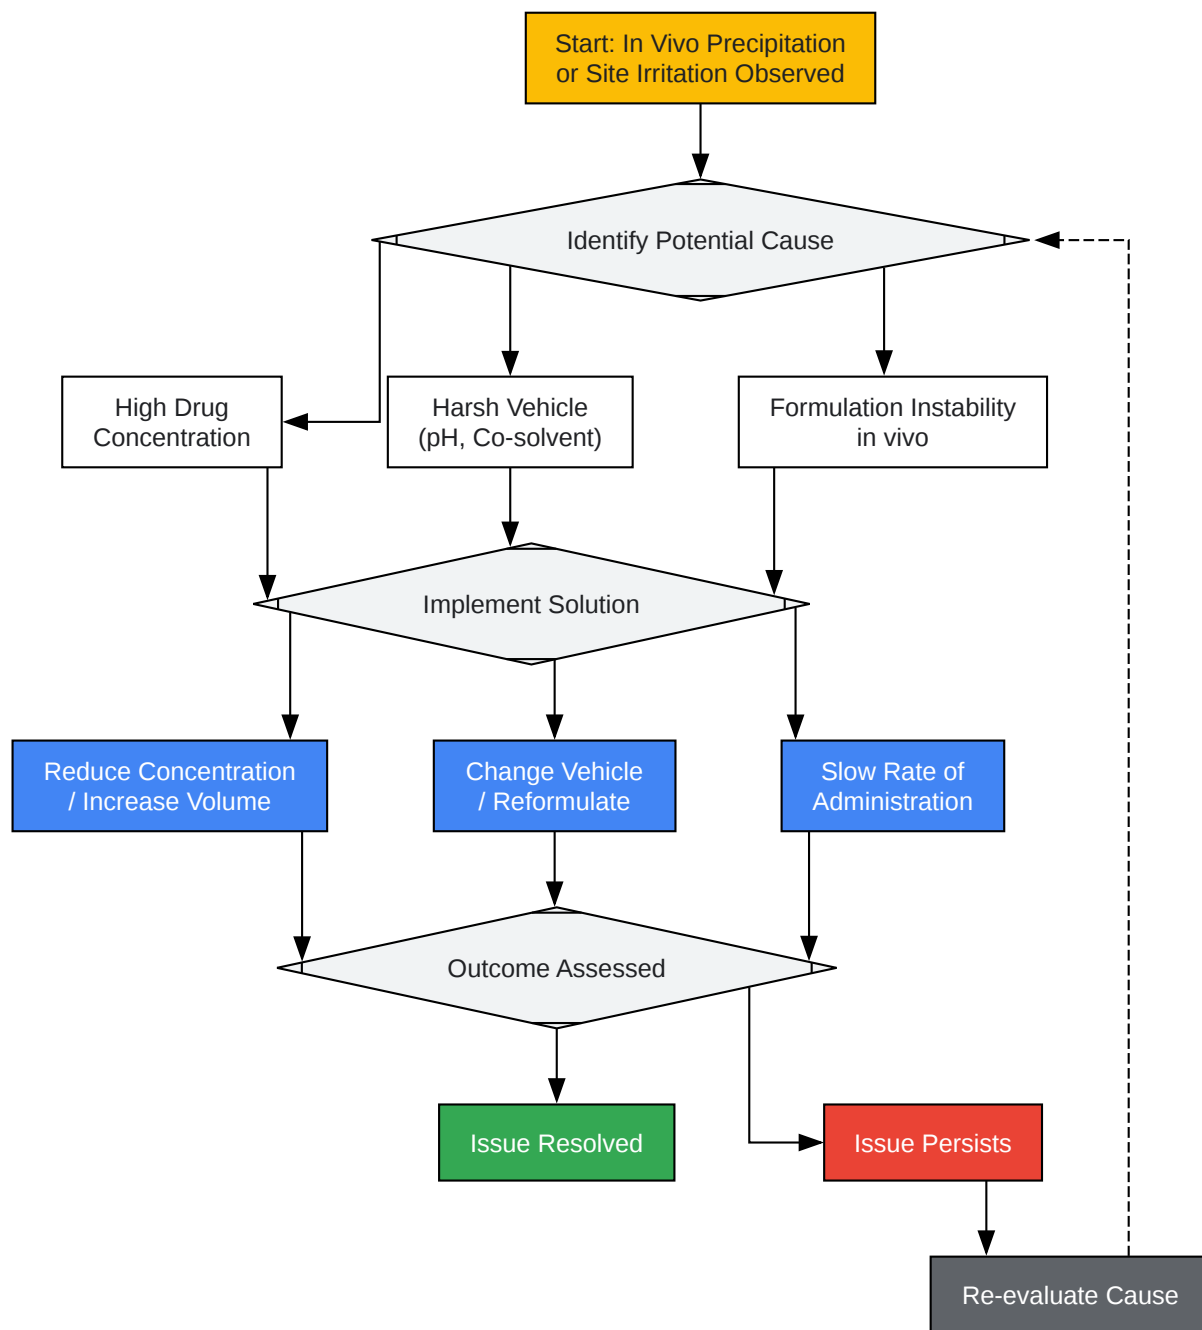 Start: In Vivo Precipitation
or Site Irritation Observed
Identify Potential Cause
High Drug
Concentration
Harsh Vehicle
(pH, Co-solvent)
Formulation Instability
in vivo
Implement Solution
Reduce Concentration
/ Increase Volume
Change Vehicle
/ Reformulate
Slow Rate of
Administration
Outcome Assessed
Issue Resolved
Issue Persists
Re-evaluate Cause